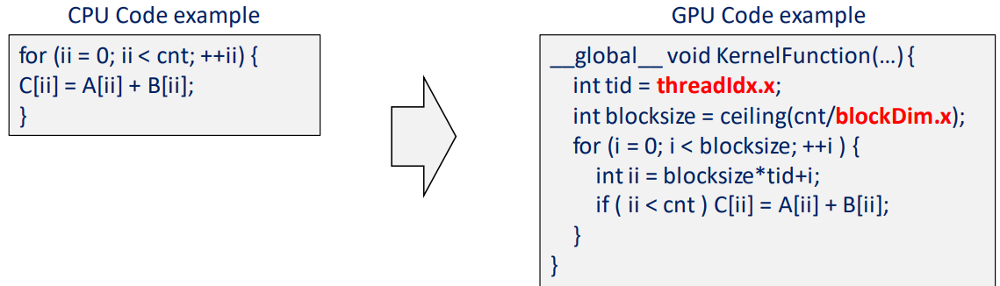 CPU Code example
for (ii = 0; ii < cnt; ++ii) {
C[ii] = A[ii] + B[ii];
}
GPU Code example
__global__ void KernelFunction(...) {
int tid = threadIdx.x;
int blocksize = ceiling(cnt/blockDim.x);
for (i = 0; i < blocksize; ++i ) {
int ii = blocksize*tid+i;
if ( ii < cnt ) C[ii] = A[ii] + B[ii];
}
}